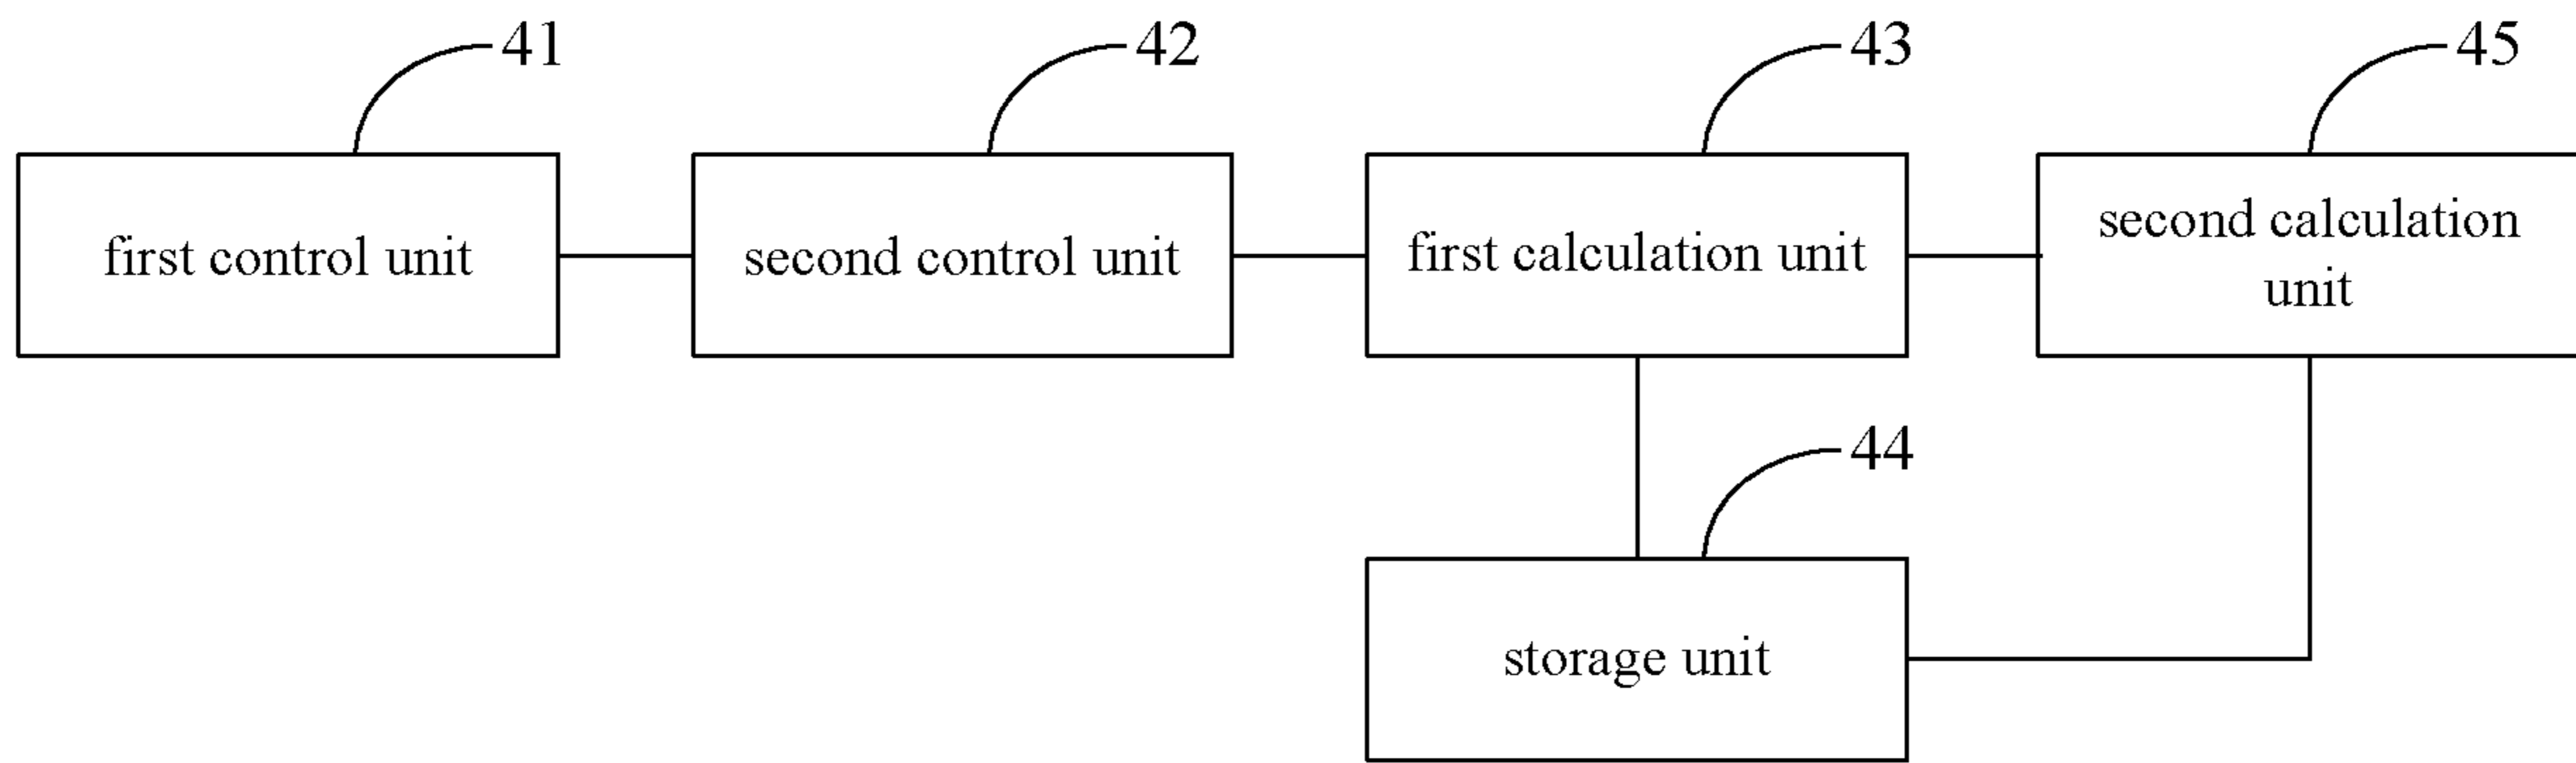 41
42
43
45
first control unit
second control unit
first calculation unit
second calculation
unit
44
storage unit